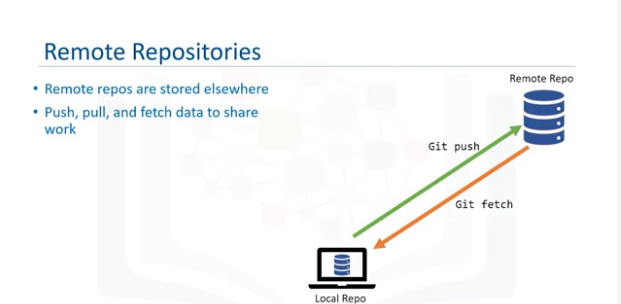 Remote Repositories
• Remote repos are stored elsewhere
• Push, pull, and fetch data to share
work
Remote Repo
Git push
Git fetch
Local Repo